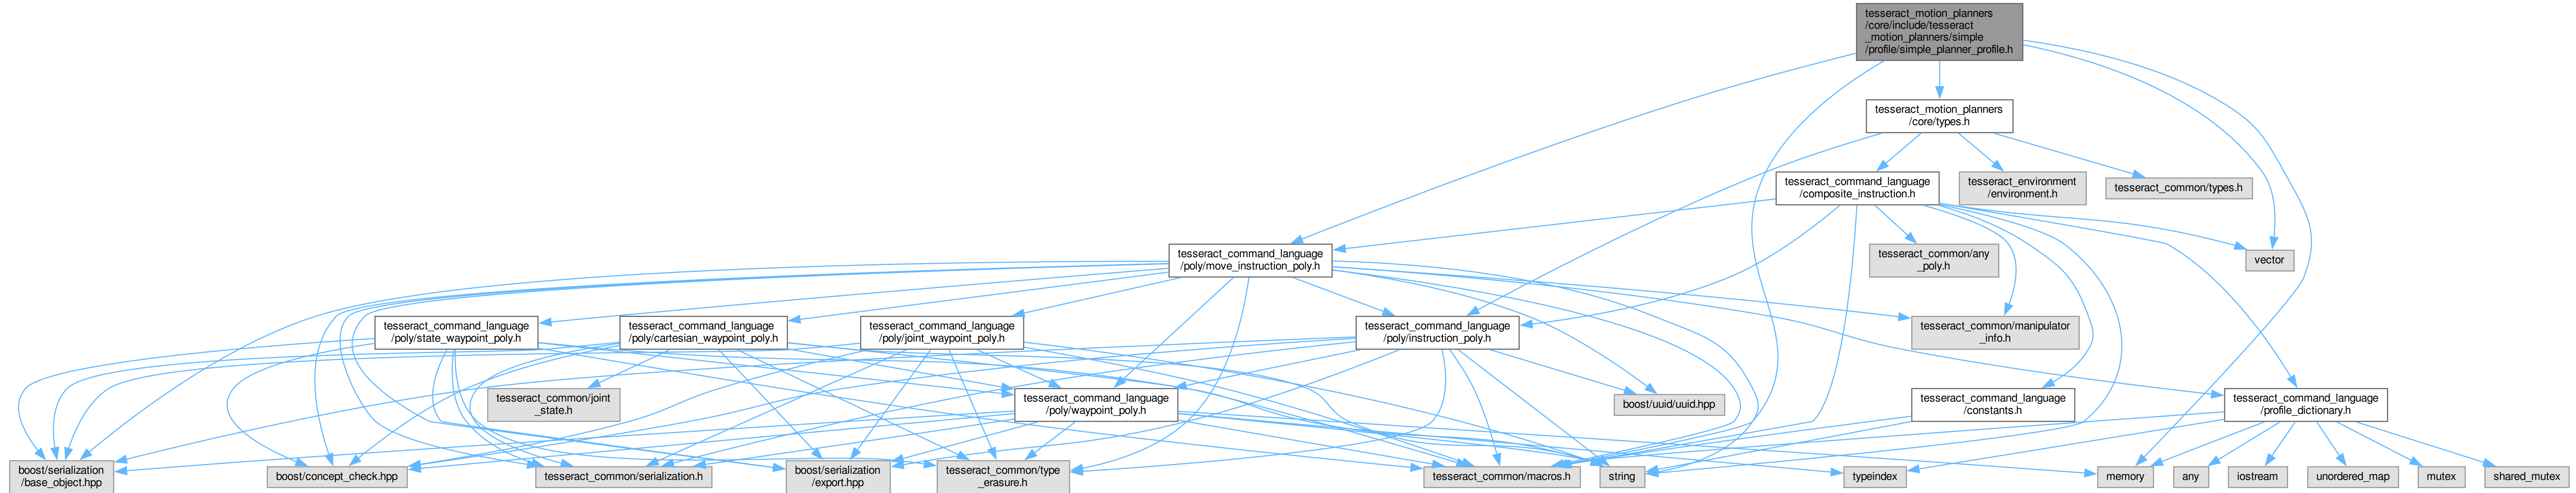 tesseract_motion_planners
/core/include/tesseract
_motion_planners/simple
/profile/simple_planner_profile.h
tesseract_motion_planners
/core/types.h
tesseract_command_language
/composite_instruction.h
tesseract_environment
/environment.h
tesseract_common/types.h
tesseract_command_language
/poly/move_instruction_poly.h
tesseract_common/any
_poly.h
vector
tesseract_command_language
/poly/state_waypoint_poly.h
tesseract_command_language
/poly/cartesian_waypoint_poly.h
tesseract_command_language
/poly/joint_waypoint_poly.h
tesseract_command_language
/poly/instruction_poly.h
tesseract_common/manipulator
_info.h
tesseract_common/joint
_state.h
tesseract_command_language
/poly/waypoint_poly.h
boost/uuid/uuid.hpp
tesseract_command_language
/constants.h
tesseract_command_language
/profile_dictionary.h
boost/serialization
/base_object.hpp
boost/concept_check.hpp
tesseract_common/serialization.h
boost/serialization
/export.hpp
tesseract_common/type
_erasure.h
tesseract_common/macros.h
string
typeindex
memory
any
iostream
unordered_map
mutex
shared_mutex